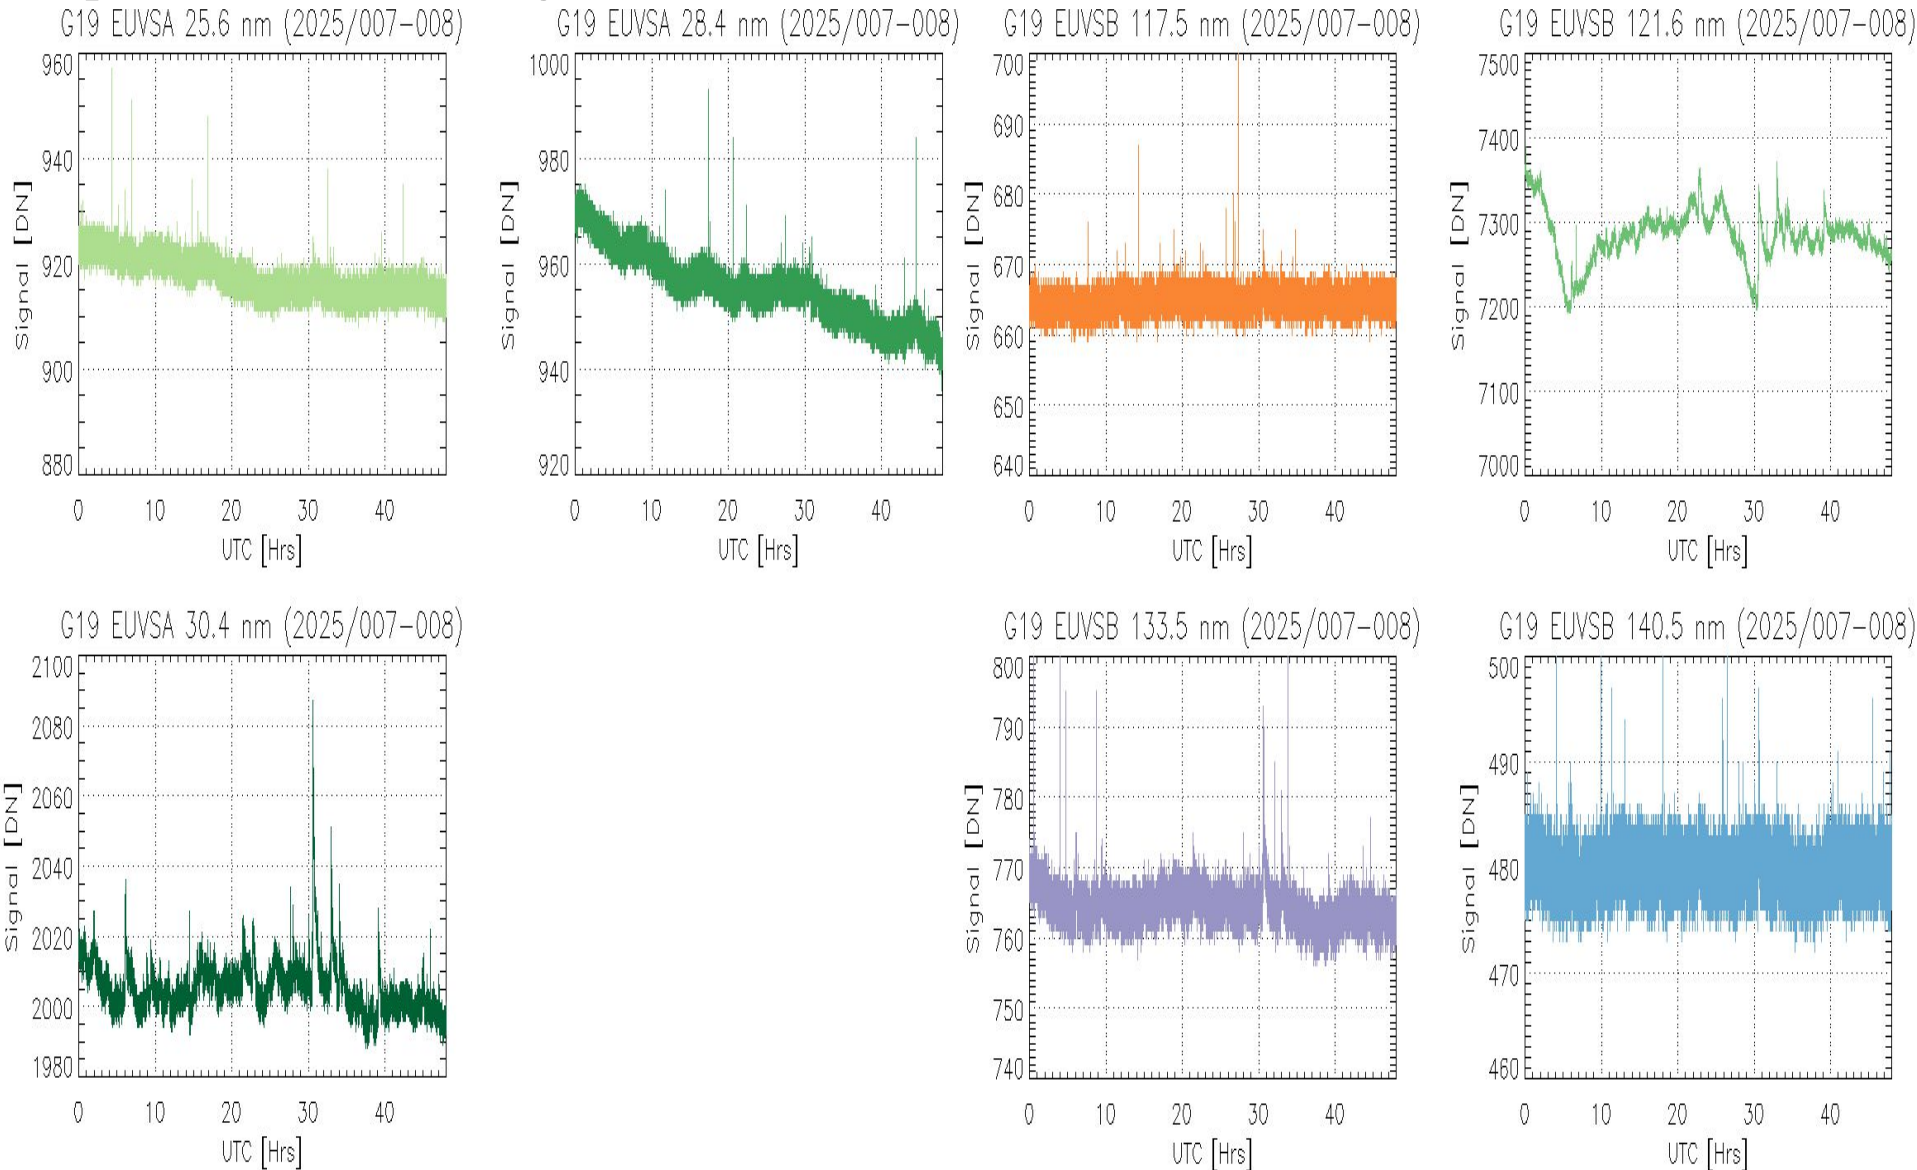 G19 EUVSA 25.6 nm (2025/007-008)
960
940
920
900
880
Signal [DN]
0 10 20 30 40
UTC [Hrs]
G19 EUVSA 28.4 nm (2025/007-008)
1000
980
960
940
920
Signal [DN]
0 10 20 30 40
UTC [Hrs]
G19 EUVSB 117.5 nm (2025/007-008)
700
690
680
670
660
650
640
Signal [DN]
0 10 20 30 40
UTC [Hrs]
G19 EUVSB 121.6 nm (2025/007-008)
7500
7400
7300
7200
7100
7000
Signal [DN]
0 10 20 30 40
UTC [Hrs]
G19 EUVSA 30.4 nm (2025/007-008)
2100
2080
2060
2040
2020
2000
1980
Signal [DN]
0 10 20 30 40
UTC [Hrs]
G19 EUVSB 133.5 nm (2025/007-008)
800
790
780
770
760
750
740
Signal [DN]
0 10 20 30 40
UTC [Hrs]
G19 EUVSB 140.5 nm (2025/007-008)
500
490
480
470
460
Signal [DN]
0 10 20 30 40
UTC [Hrs]